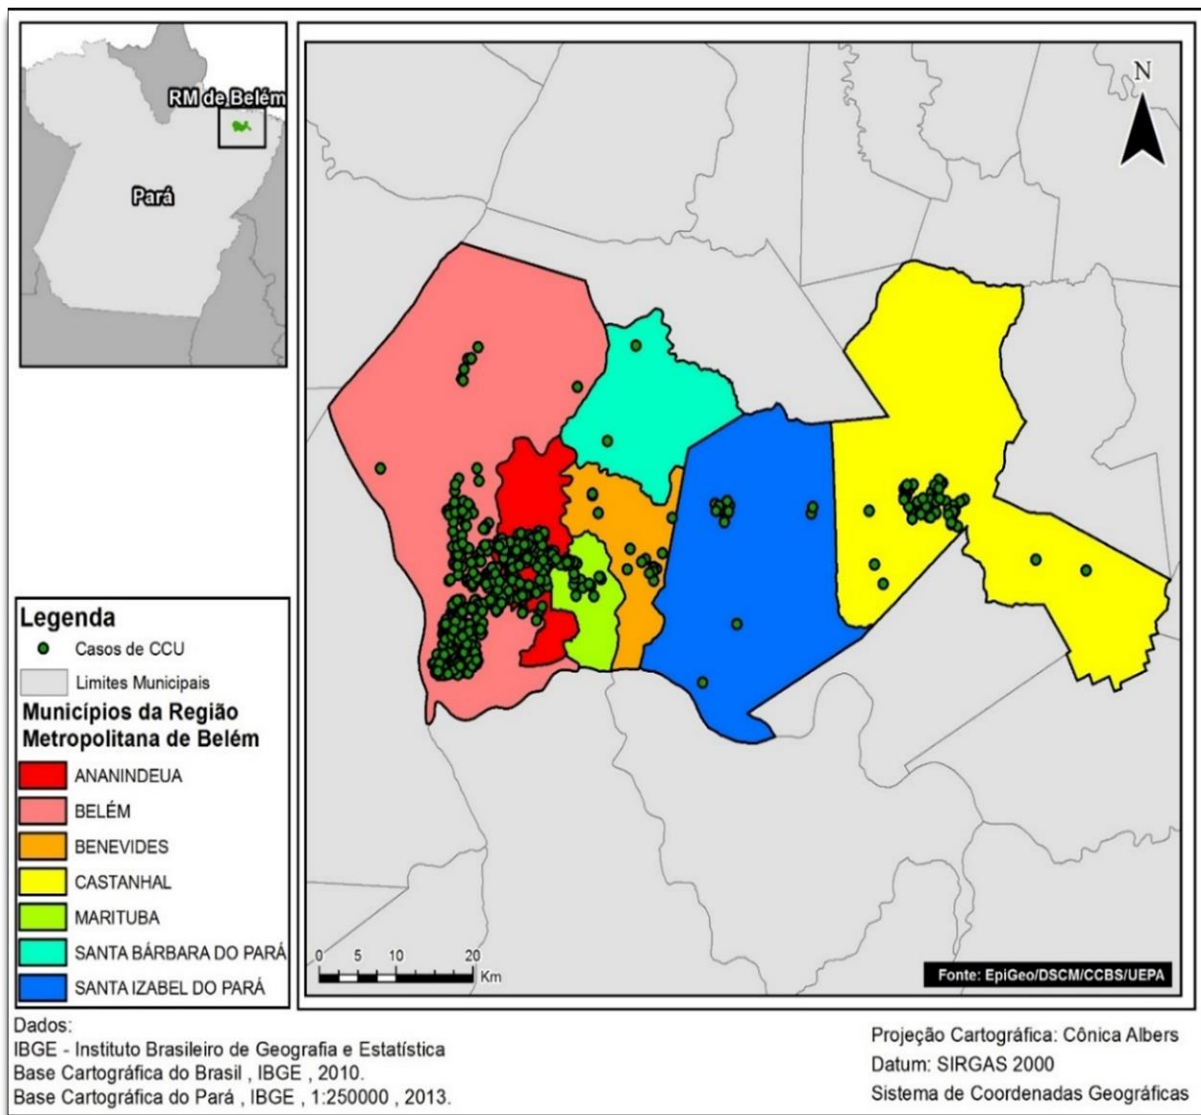 RM de Belém
Pará
N
Legenda
Casos de CCU
Limites Municipais
Municípios da Região
Metropolitana de Belém
ANANINDEUA
BELÉM
BENEVIDES
CASTANHAL
MARITUBA
SANTA BÁRBARA DO PARÁ
SANTA IZABEL DO PARÁ
0 5 10 20
Km
Fonte: EpiGeo/DSCM/CCBS/UEPA
Dados:
IBGE - Instituto Brasileiro de Geografia e Estatística
Base Cartográfica do Brasil , IBGE , 2010.
Base Cartográfica do Pará , IBGE , 1:250000 , 2013.
Projeção Cartográfica: Cônica Albers
Datum: SIRGAS 2000
Sistema de Coordenadas Geográficas